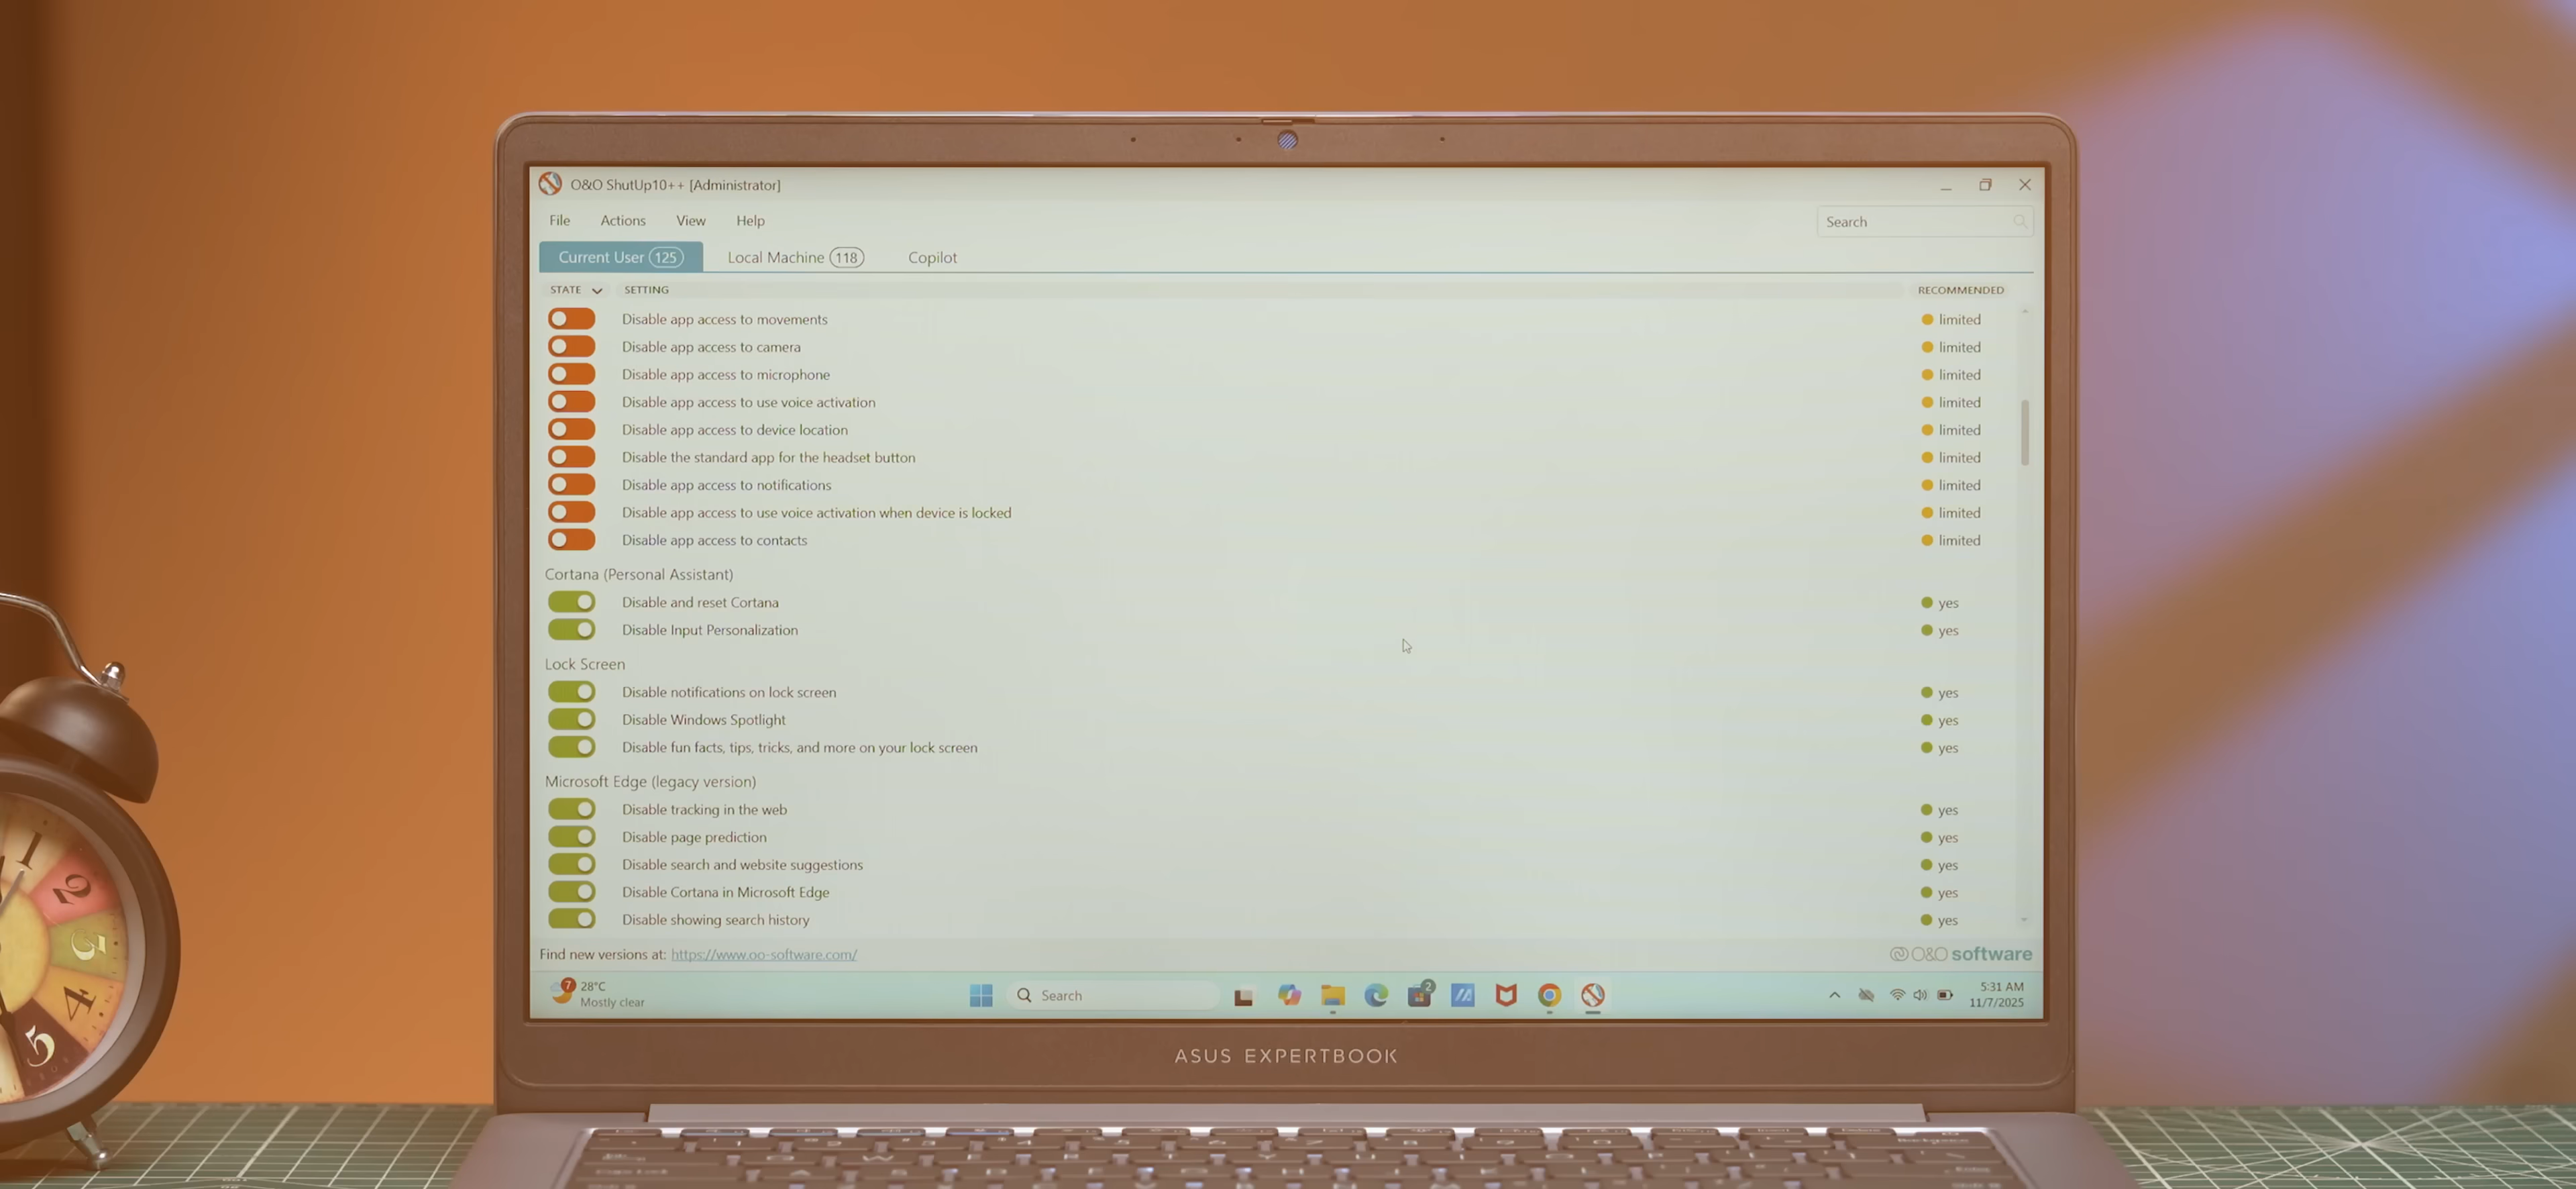 O&O ShutUp10++ [Administrator]
File Actions View Help Search
Current User 125 Local Machine 118 Copilot
STATE SETTING RECOMMENDED
Disable app access to movements limited
Disable app access to camera limited
Disable app access to microphone limited
Disable app access to use voice activation limited
Disable app access to device location limited
Disable the standard app for the headset button limited
Disable app access to notifications limited
Disable app access to use voice activation when device is locked limited
Disable app access to contacts limited
Cortana (Personal Assistant)
Disable and reset Cortana yes
Disable Input Personalization yes
Lock Screen
Disable notifications on lock screen yes
Disable Windows Spotlight yes
Disable fun facts, tips, tricks, and more on your lock screen yes
Microsoft Edge (legacy version)
Disable tracking in the web yes
Disable page prediction yes
Disable search and website suggestions yes
Disable Cortana in Microsoft Edge yes
Disable showing search history yes
Find new versions at: https://www.oo-software.com/ O&O software
7 28°C Search 2 5:31 AM
Mostly clear 11/7/2025
ASUS EXPERTBOOK
1
2
3
4
5